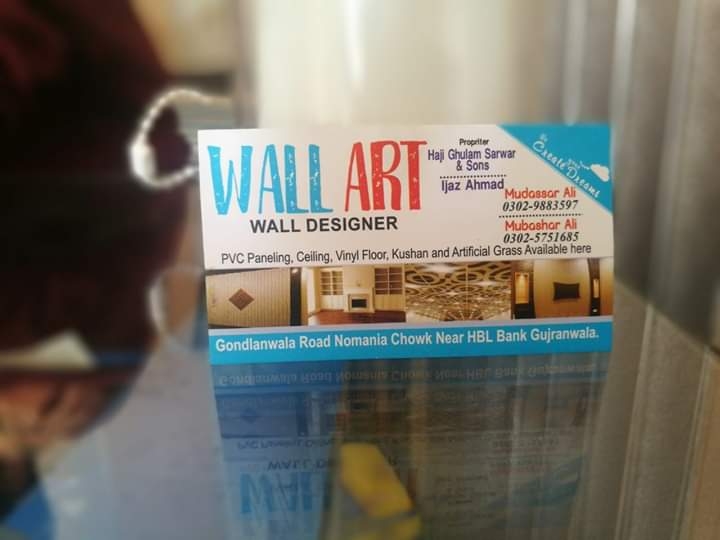 WALL ART
WALL DESIGNER
Propriter
Haji Ghulam Sarwar
& Sons
Ijaz Ahmad
We
Create your
Dreams
Mudassar Ali
0302-9883597
Mubashar Ali
0302-5751685
PVC Paneling, Ceiling, Vinyl Floor, Kushan and Artificial Grass Available here
Gondlanwala Road Nomania Chowk Near HBL Bank Gujranwala.